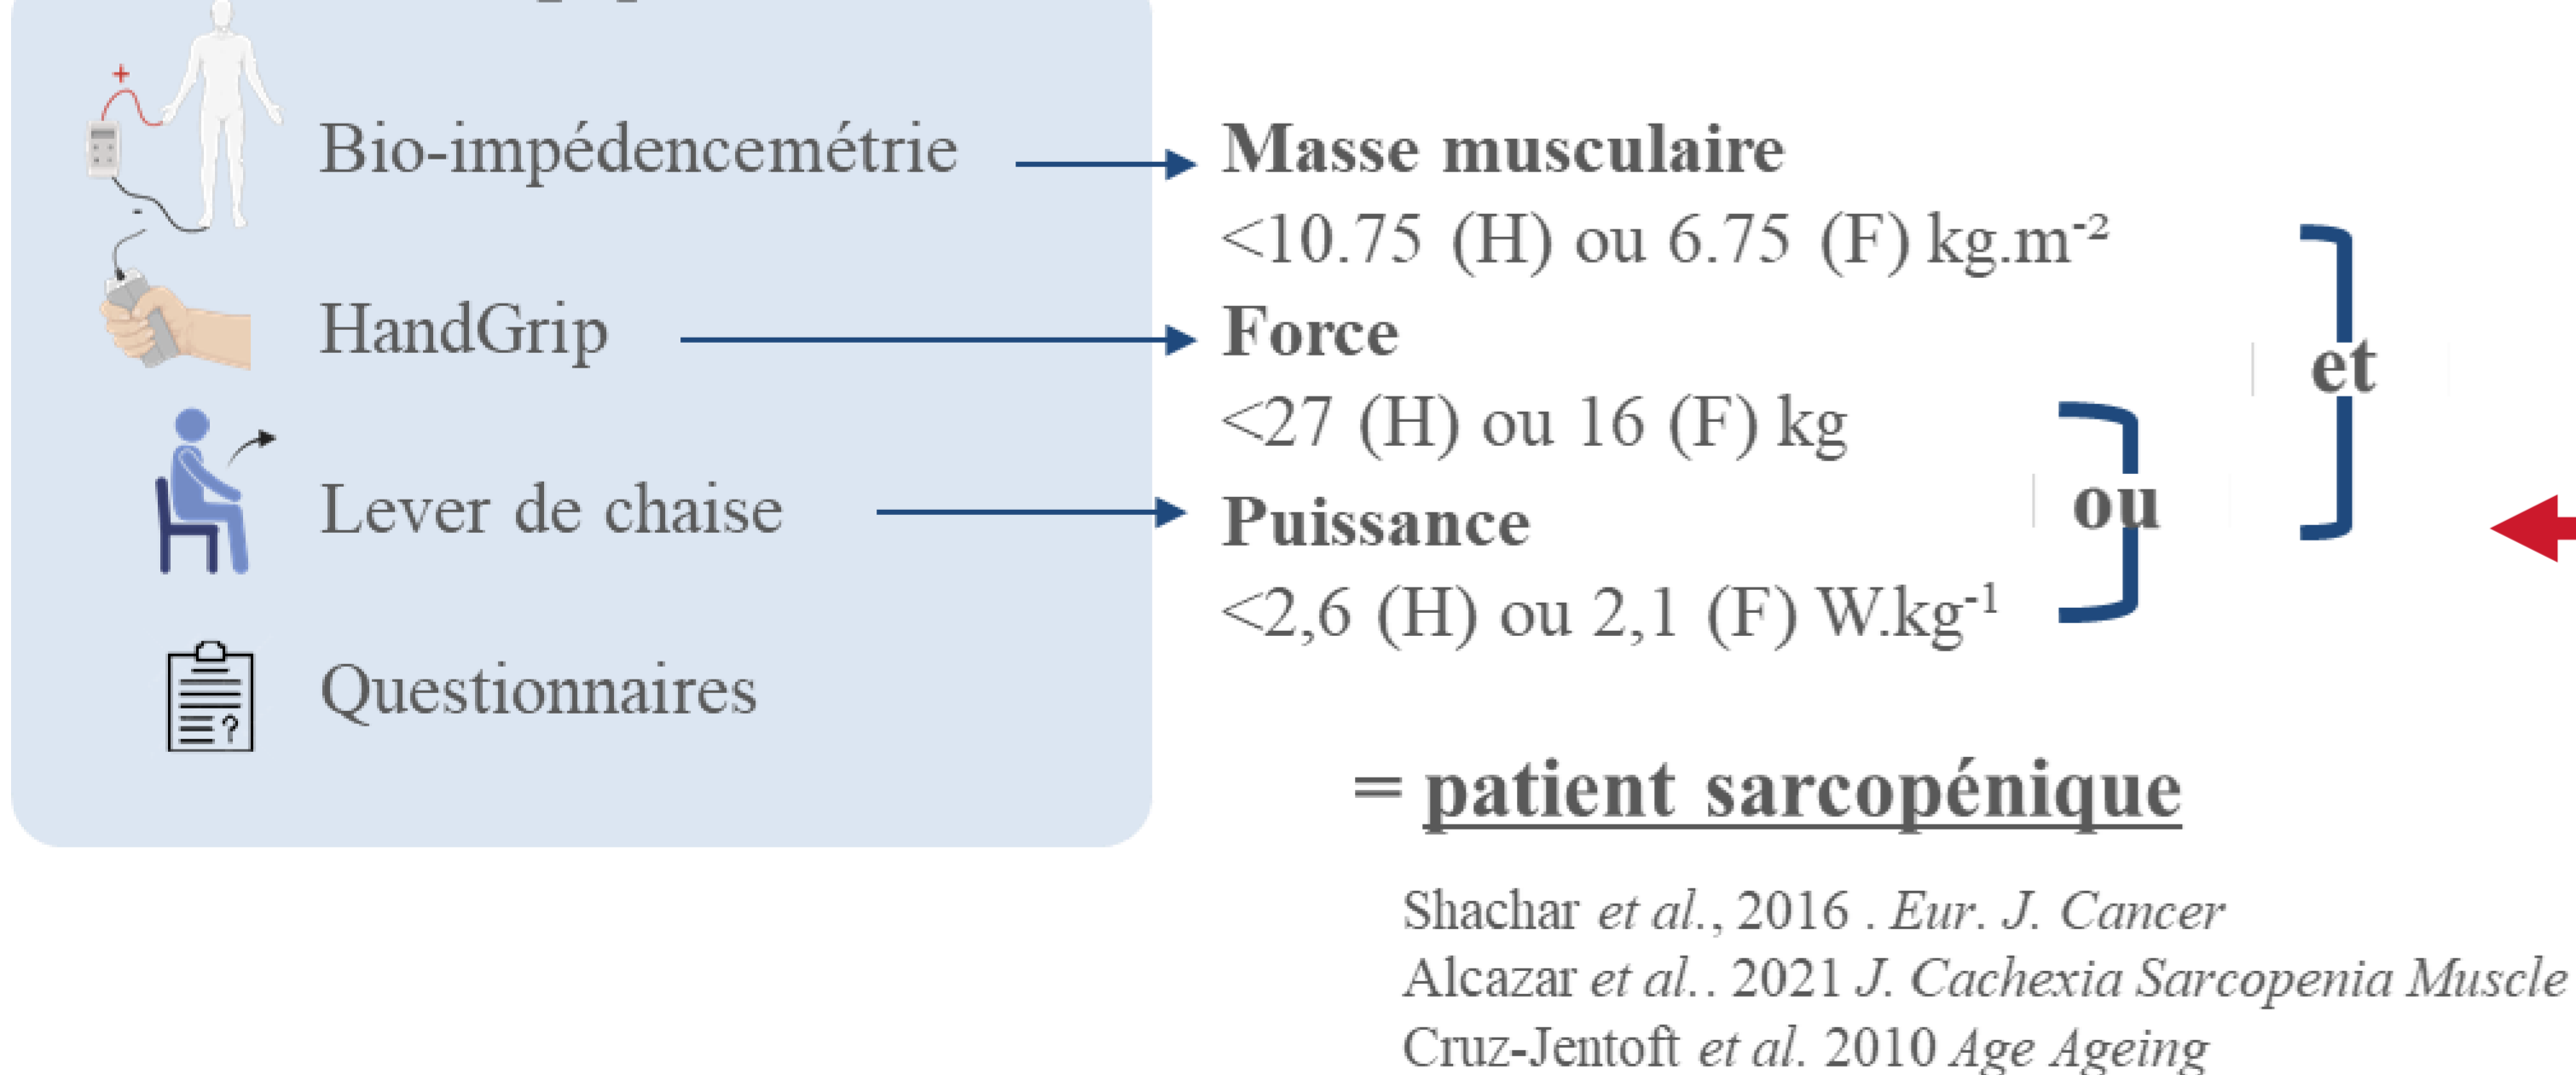 Bio-impédencemétrie
Masse musculaire
<10.75 (H) ou 6.75 (F) kg.m⁻²
HandGrip
Force
<27 (H) ou 16 (F) kg
et
Lever de chaise
Puissance
ou
<2,6 (H) ou 2,1 (F) W.kg⁻¹
Questionnaires
= patient sarcopénique
Shachar et al., 2016 . Eur. J. Cancer
Alcazar et al.. 2021 J. Cachexia Sarcopenia Muscle
Cruz-Jentoft et al. 2010 Age Ageing